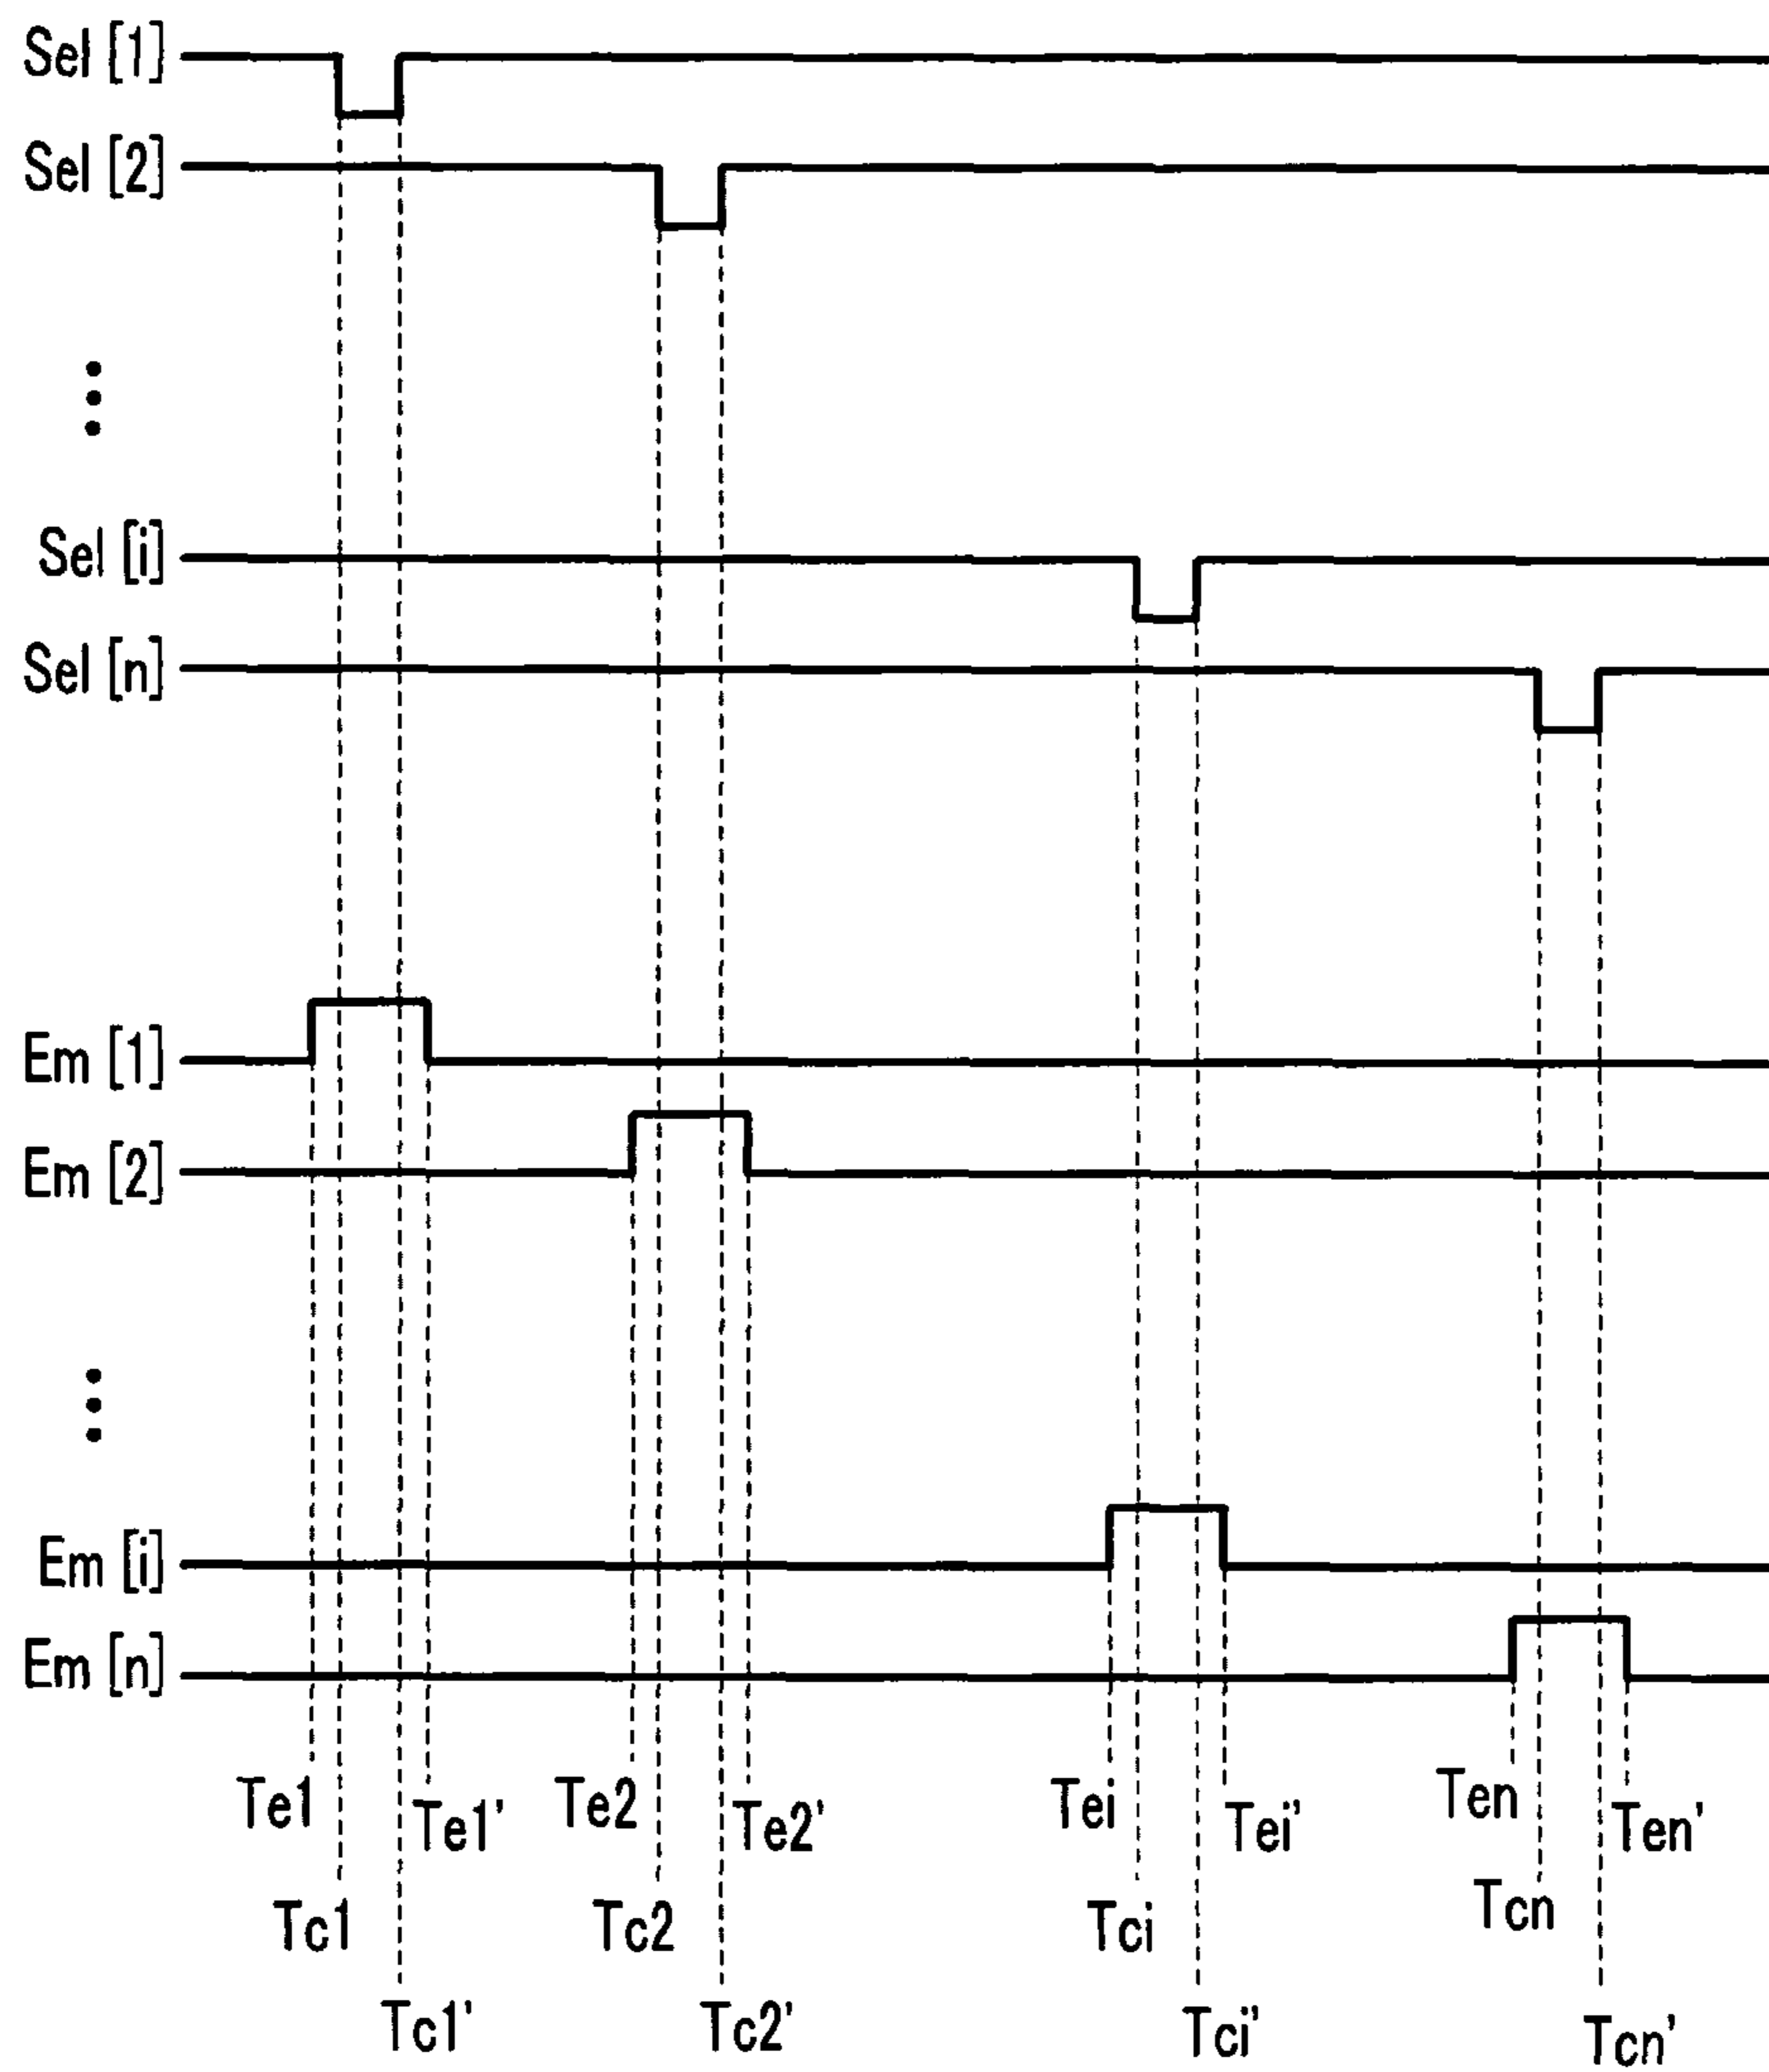 Sel [1]
Sel [2]
Sel [i]
Sel [n]
Em [1]
Em [2]
Em [i]
Em [n]
Te1 Te1' Te2 Te2' Tei Tei' Ten Ten'
Tc1 Tc2 Tci Tcn
Tc1' Tc2' Tci' Tcn'